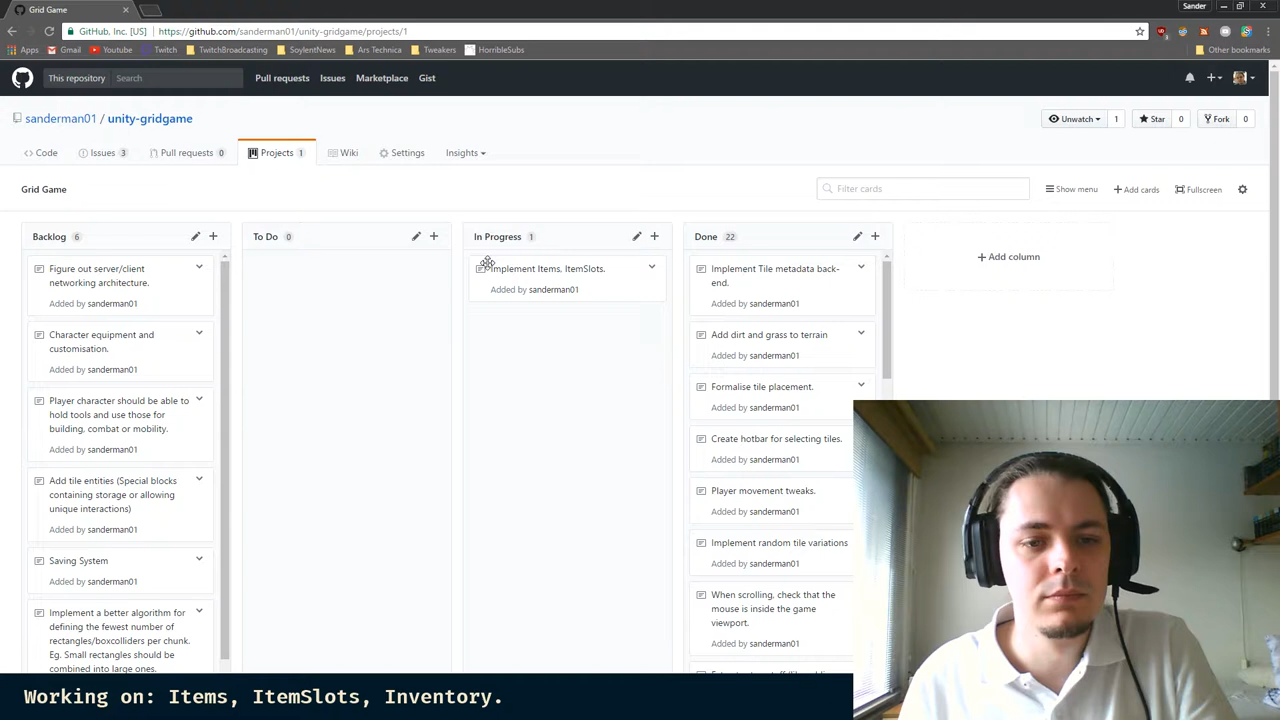 Grid Game
Sander
GitHub, Inc. [US] https://github.com/sanderman01/unity-gridgame/projects/1
Apps Gmail Youtube Twitch TwitchBroadcasting SoylentNews Ars Technica Tweakers HorribleSubs Other bookmarks
This repository Search Pull requests Issues Marketplace Gist
sanderman01 / unity-gridgame
Unwatch 1 Star 0 Fork 0
Code Issues 3 Pull requests 0 Projects 1 Wiki Settings Insights
Grid Game
Filter cards
Show menu
Add cards
Fullscreen
Backlog 6
Figure out server/client
networking architecture.
Added by sanderman01
Character equipment and
customisation.
Added by sanderman01
Player character should be able to
hold tools and use those for
building, combat or mobility.
Added by sanderman01
Add tile entities (Special blocks
containing storage or allowing
unique interactions)
Added by sanderman01
Saving System
Added by sanderman01
Implement a better algorithm for
defining the fewest number of
rectangles/boxcolliders per chunk.
Eg. Small rectangles should be
combined into large ones.
To Do 0
In Progress 1
Implement Items, ItemSlots.
Added by sanderman01
Done 22
Implement Tile metadata back-
end.
Added by sanderman01
Add dirt and grass to terrain
Added by sanderman01
Formalise tile placement.
Added by sanderman01
Create hotbar for selecting tiles.
Added by sanderman01
Player movement tweaks.
Added by sanderman01
Implement random tile variations
Added by sanderman01
When scrolling, check that the
mouse is inside the game
viewport.
Added by sanderman01
Add column
Working on: Items, ItemSlots, Inventory.